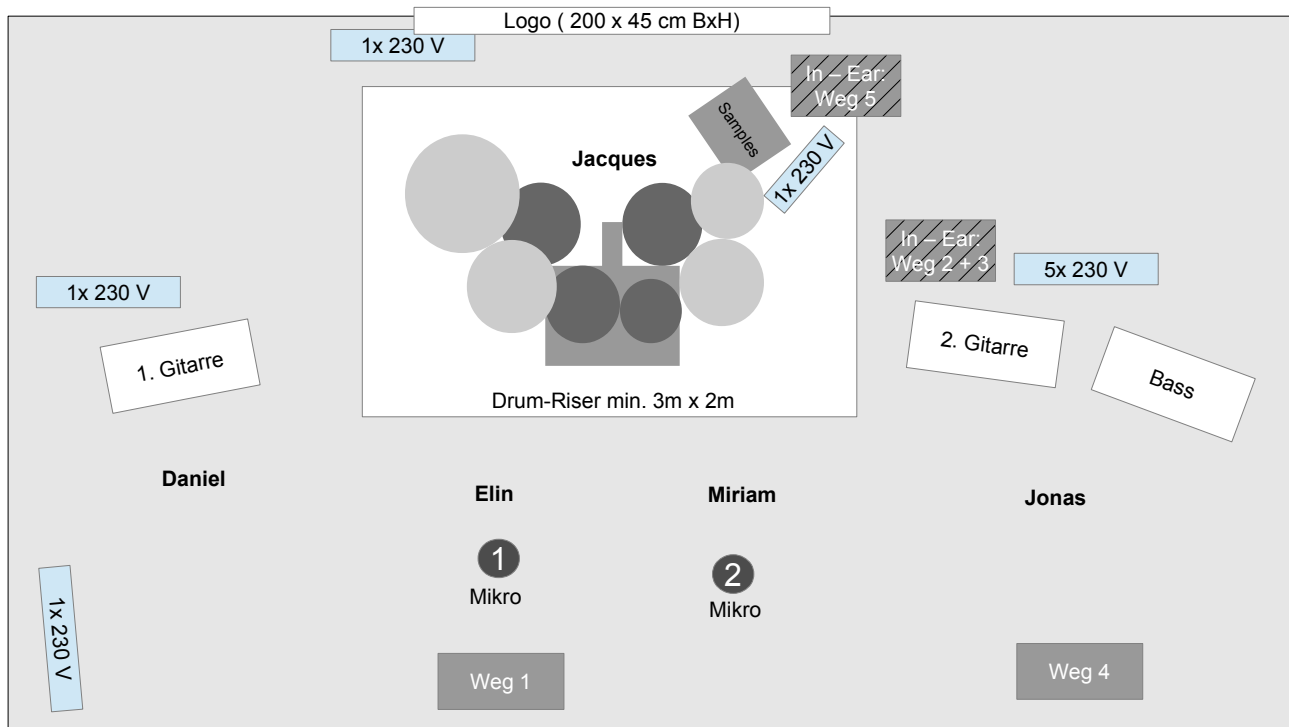 Logo ( 200 x 45 cm BxH)
1x 230 V
In – Ear:
Weg 5
Samples
Jacques
1x 230 V
In – Ear:
Weg 2 + 3
5x 230 V
1x 230 V
1. Gitarre
2. Gitarre
Bass
Drum-Riser min. 3m x 2m
Daniel
Elin
Miriam
Jonas
1
Mikro
2
Mikro
1x 230 V
Weg 1
Weg 4